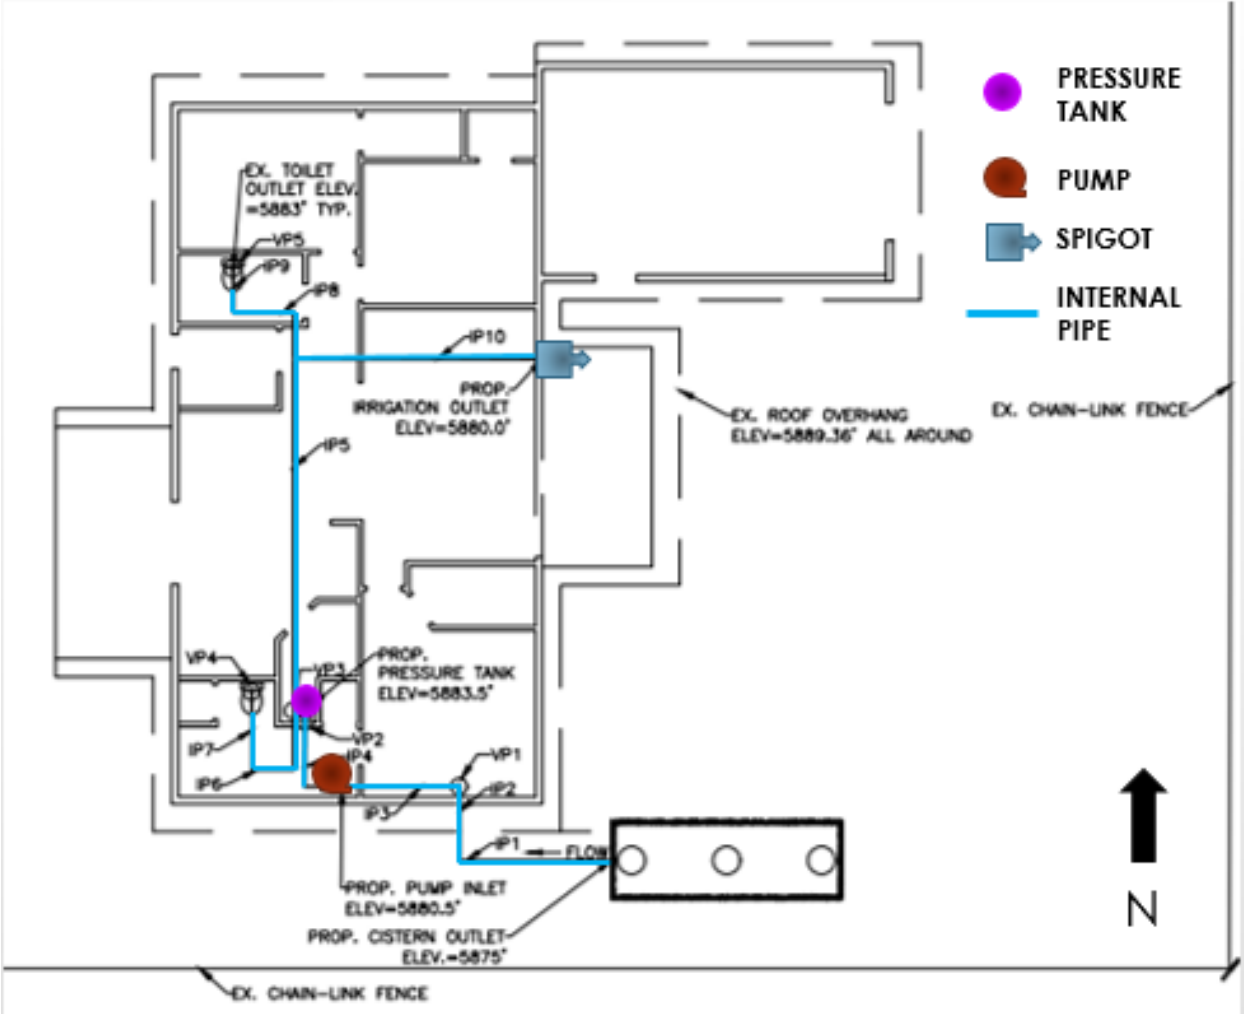 PRESSURE
TANK
PUMP
SPIGOT
INTERNAL
PIPE
EX. TOILET
OUTLET ELEV.
=5883" TYP.
VP5
IP9
IP8
IP10
PROP.
IRRIGATION OUTLET
ELEV=5880.0"
EX. ROOF OVERHANG
ELEV=5889.36" ALL AROUND
EX. CHAIN-LINK FENCE
IP5
VP4
VP3
PROP.
PRESSURE TANK
ELEV=5883.5"
VP2
IP4
IP7
IP6
VP1
IP2
IP3
IP1
FLOW
PROP. PUMP INLET
ELEV=5880.5"
PROP. CISTERN OUTLET
ELEV.=5875"
EX. CHAIN-LINK FENCE
N